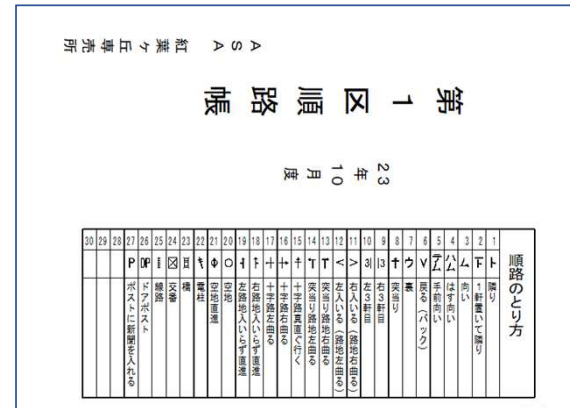 ASA 紅葉ヶ丘専売所
第1区順路帳
23年10月度
順路のとり方
1 ト 隣り
2 下 1軒置いて隣り
3 ム 向い
4 ハム はす向い
5 テム 手前向い
6 V 戻る(バック)
7 ウ 裏
8 突当り
9 |3 右3軒目
10 3| 左3軒目
11 > 右入いる(路地右曲る)
12 < 左入いる(路地左曲る)
13 突当り路地右曲る
14 突当り路地左曲る
15 十字路真直ぐ行く
16 十字路右曲る
17 十字路左曲る
18 右路地入いらず直進
19 左路地入いらず直進
20 ○ 空地
21 空地直進
22 電柱
23 橋
24 交番
25 線路
26 DP ドアポスト
27 P ポストに新聞を入れる
28
29
30